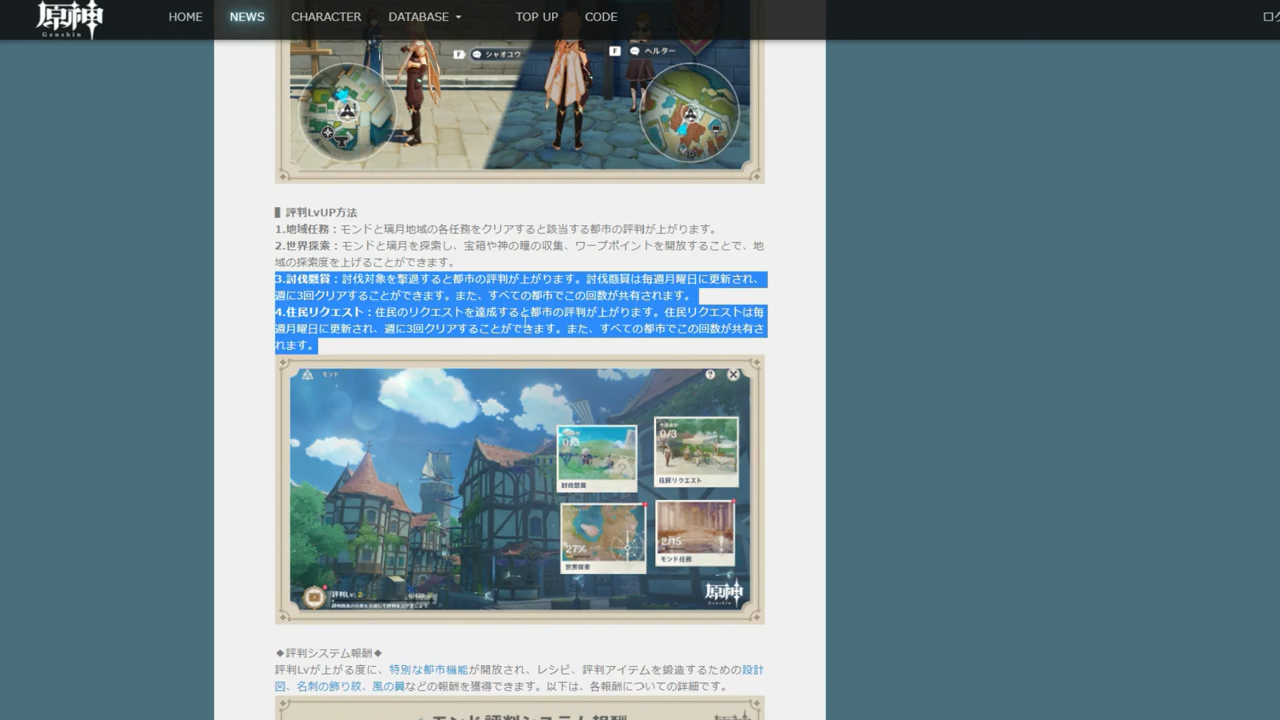 原神
Genshin
HOME
NEWS
CHARACTER
DATABASE
TOP UP
CODE
ログ
F
シャオユウ
F
ヘルター
評判LvUP方法
1.地域任務：モンドと璃月地域の各任務をクリアすると該当する都市の評判が上がります。
2.世界探索：モンドと璃月を探索し、宝箱や神の瞳の収集、ワープポイントを開放することで、地
域の探索度を上げることができます。
3.討伐懸賞：討伐対象を撃退すると都市の評判が上がります。討伐懸賞は毎週月曜日に更新され、
週に3回クリアすることができます。また、すべての都市でこの回数が共有されます。
4.住民リクエスト：住民のリクエストを達成すると都市の評判が上がります。住民リクエストは毎
週月曜日に更新され、週に3回クリアすることができます。また、すべての都市でこの回数が共有さ
れます。
モンド
?
0/3
討伐懸賞
0/3
住民リクエスト
27%
世界探索
2/15
モンド任務
評判Lv. 2
原神
Genshin
◆評判システム報酬◆
評判Lvが上がる度に、特別な都市機能が開放され、レシピ、評判アイテムを鍛造するための設計
図、名刺の飾り紋、風の翼などの報酬を獲得できます。以下は、各報酬についての詳細です。
モンド評判システム報酬